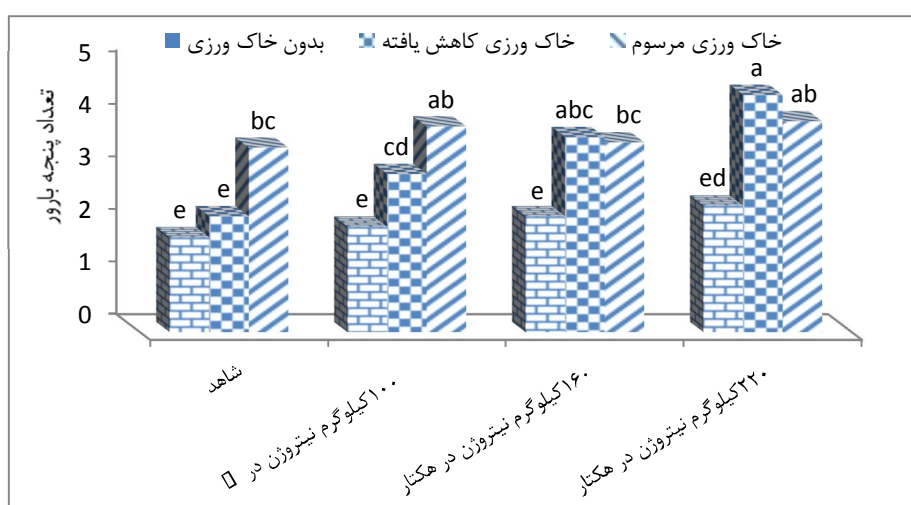 بدون خاک ورزی خاک ورزی کاهش یافته خاک ورزی مرسوم
تعداد پنجه بارور
5
4
3
2
1
0
e e bc
e cd ab
e abc bc
ed a ab
شاهد
۱۰۰کیلوگرم نیتروژن در
۱۶۰کیلوگرم نیتروژن در هکتار
۲۲۰کیلوگرم نیتروژن در هکتار